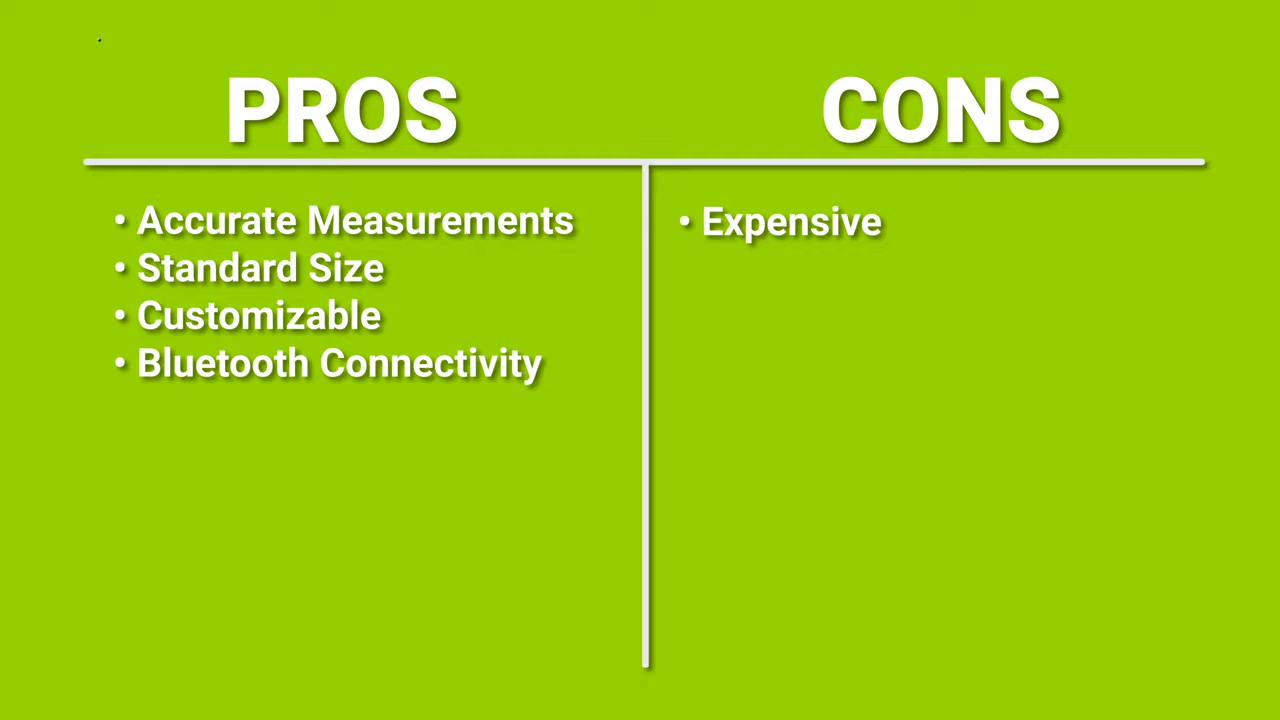 PROS
• Accurate Measurements
• Standard Size
• Customizable
• Bluetooth Connectivity
CONS
• Expensive